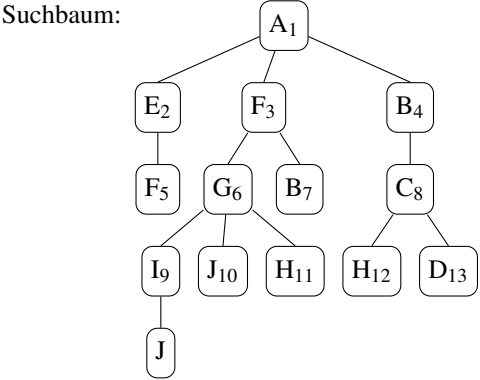 Suchbaum:
A1
E2 F3 B4
F5 G6 B7 C8
I9 J10 H11 H12 D13
J